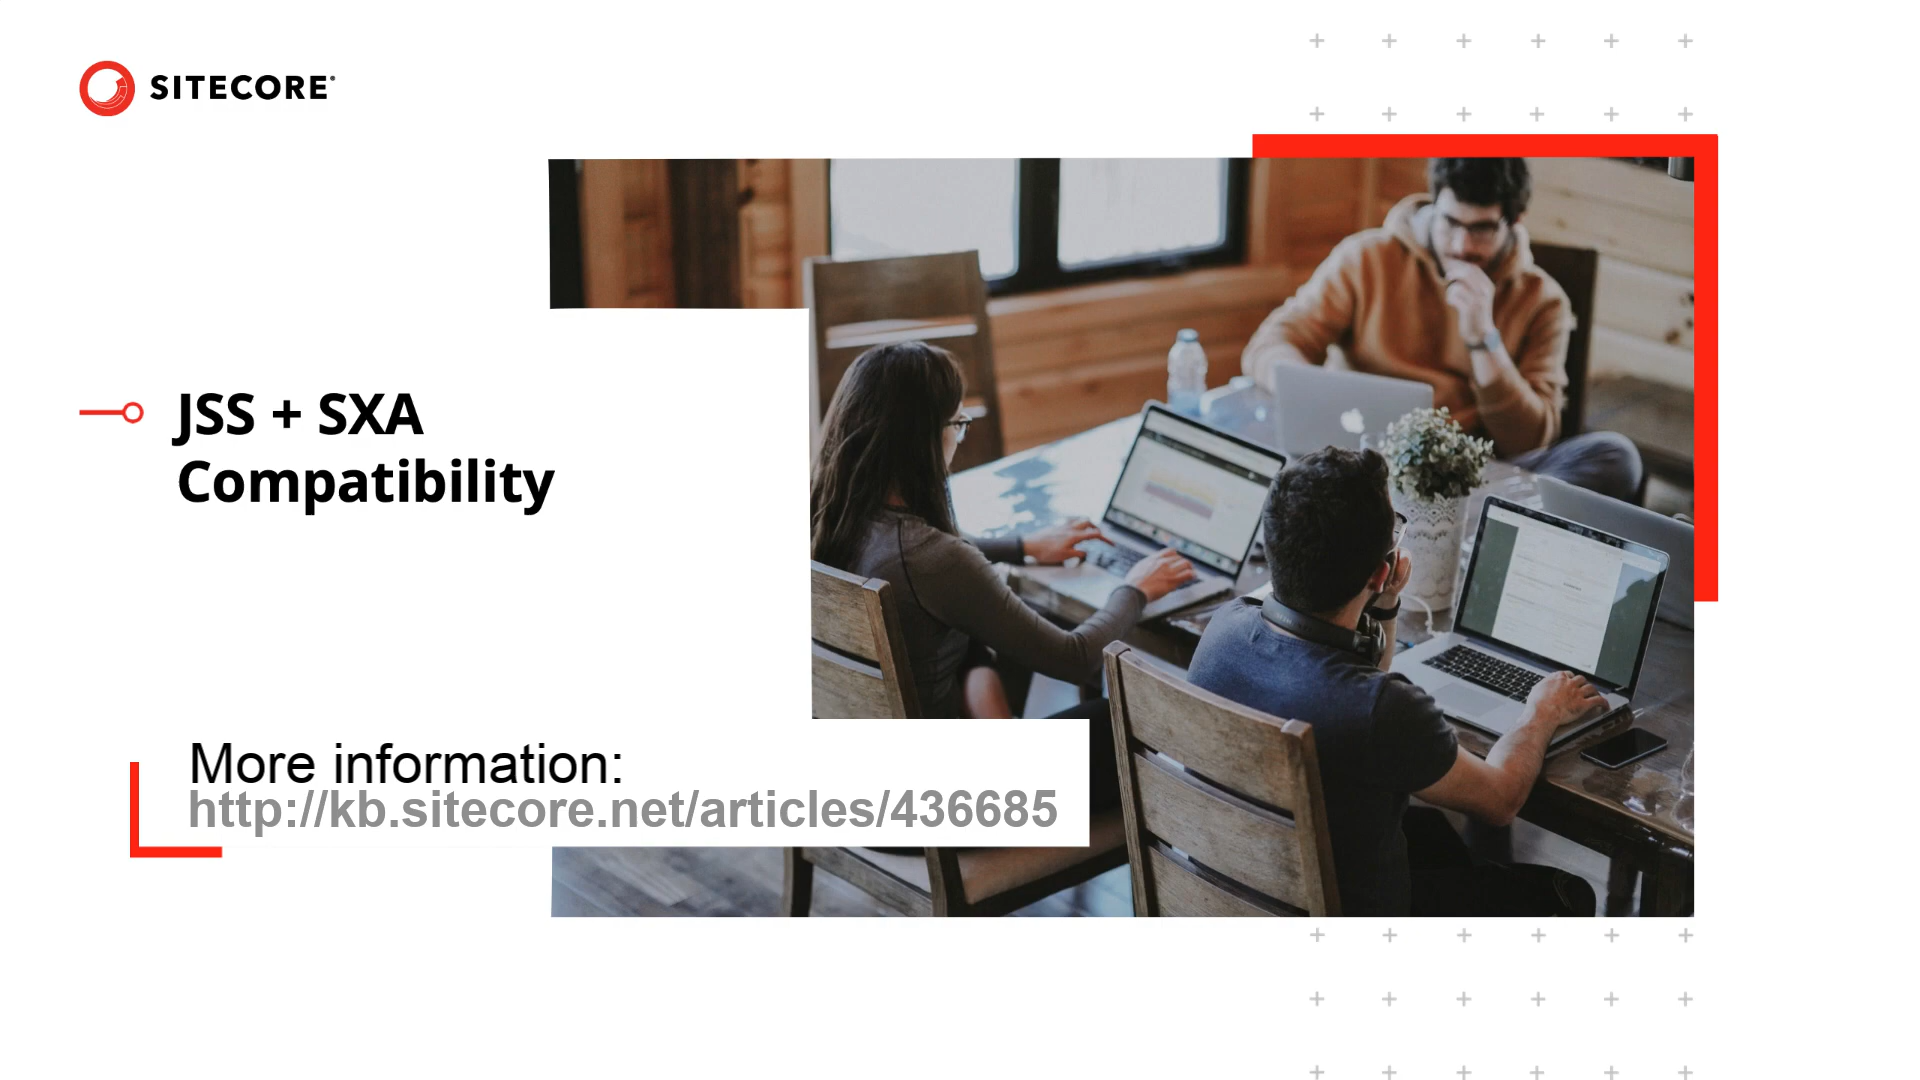 SITECORE
JSS + SXA
Compatibility
More information:
http://kb.sitecore.net/articles/436685